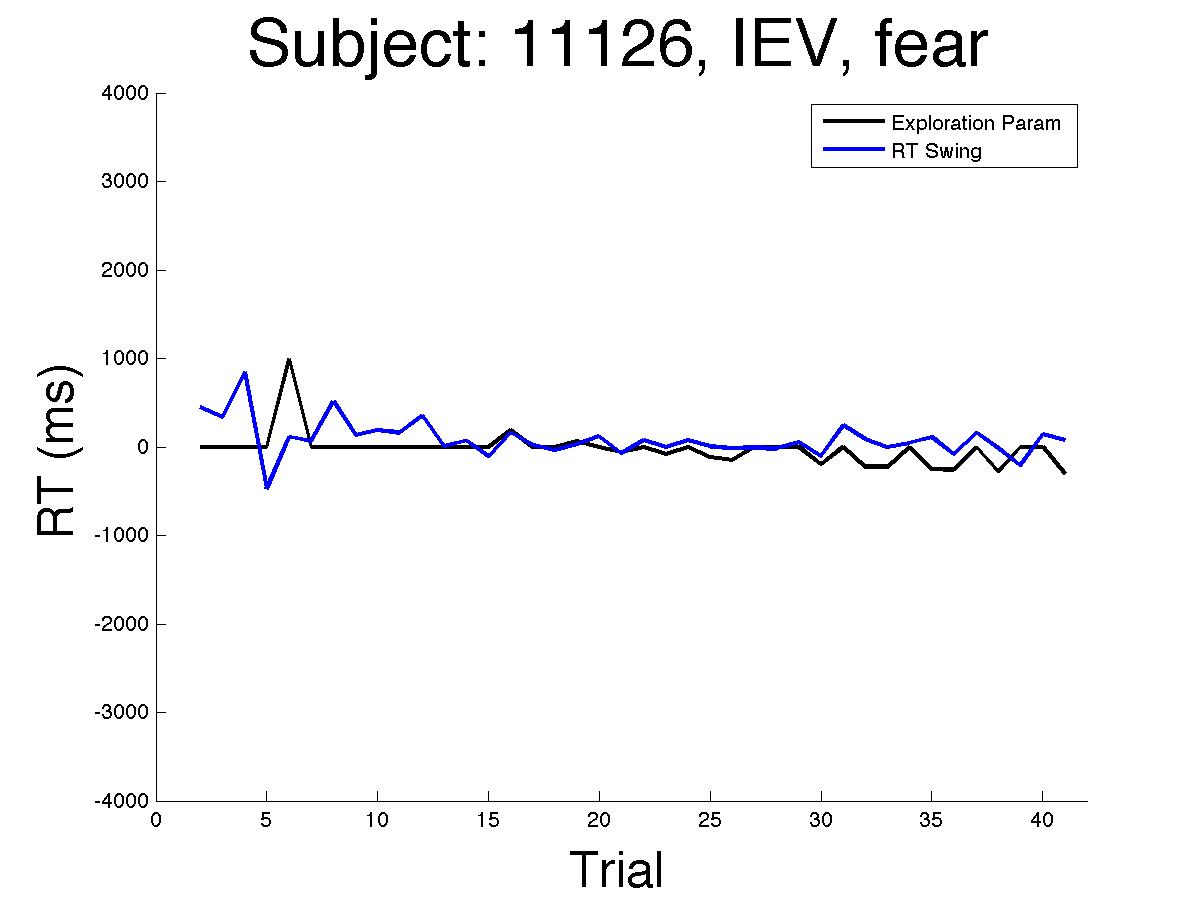 Subject: 11126, IEV, fear
Exploration Param
RT Swing
RT (ms)
4000
3000
2000
1000
0
-1000
-2000
-3000
-4000
0 5 10 15 20 25 30 35 40
Trial